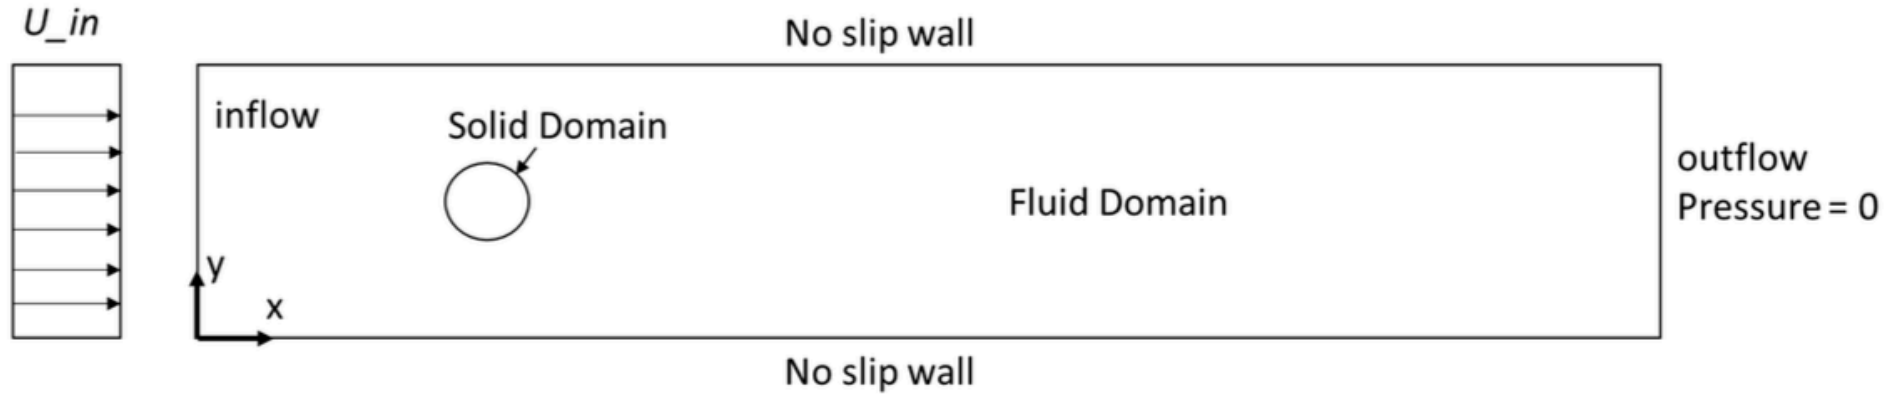 U_in
No slip wall
inflow
Solid Domain
Fluid Domain
outflow
Pressure = 0
y
x
No slip wall